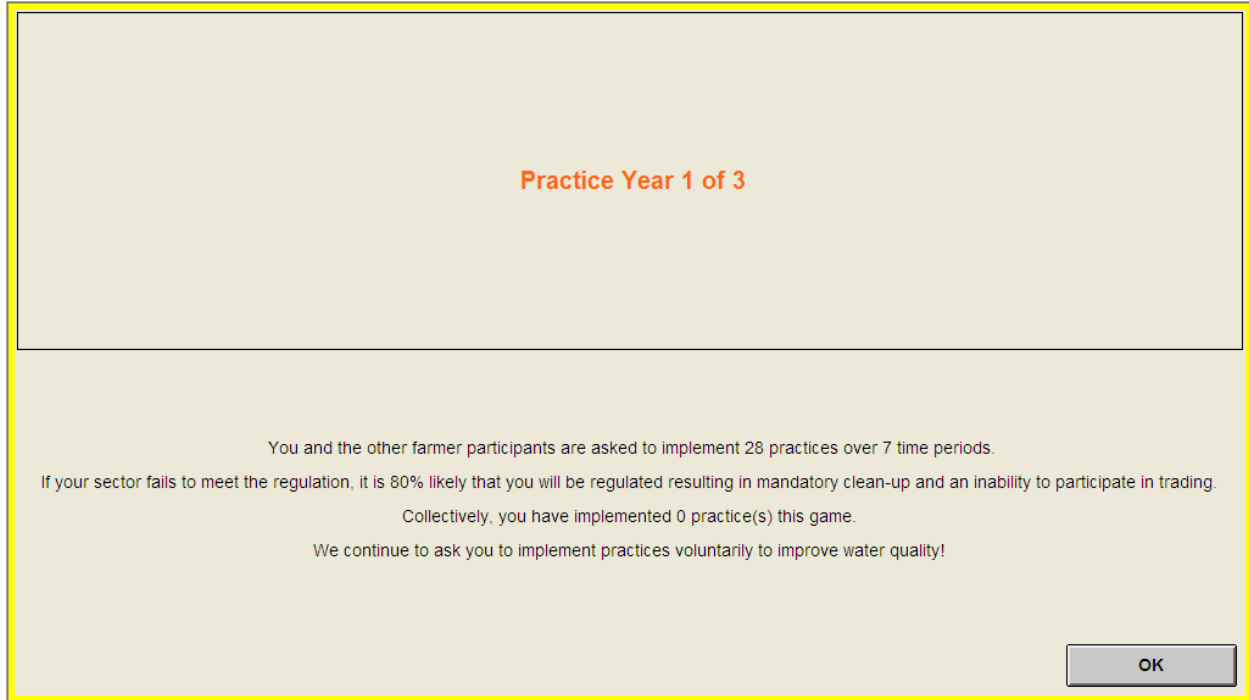 Practice Year 1 of 3
You and the other farmer participants are asked to implement 28 practices over 7 time periods.
If your sector fails to meet the regulation, it is 80% likely that you will be regulated resulting in mandatory clean-up and an inability to participate in trading.
Collectively, you have implemented 0 practice(s) this game.
We continue to ask you to implement practices voluntarily to improve water quality!
OK